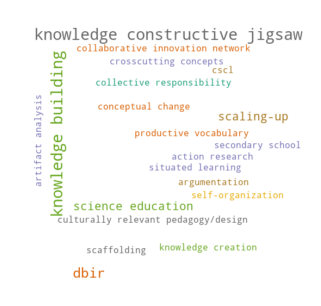 knowledge constructive jigsaw
collaborative innovation network
crosscutting concepts
cscl
collective responsibility
knowledge building
artifact analysis
conceptual change
scaling-up
productive vocabulary
secondary school
action research
situated learning
argumentation
self-organization
science education
culturally relevant pedagogy/design
scaffolding
knowledge creation
dbir